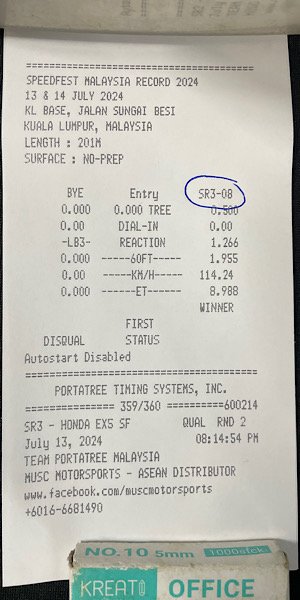 ==========================================
SPEEDFEST MALAYSIA RECORD 2024
13 & 14 JULY 2024
KL BASE, JALAN SUNGAI BESI
KUALA LUMPUR, MALAYSIA
LENGTH : 201M
SURFACE : NO-PREP
BYE Entry SR3-08
0.000 0.000 TREE 0.500
0.00 DIAL-IN 0.00
-LB3- REACTION 1.266
0.000 -----60FT----- 1.955
0.00 -----KM/H----- 114.24
0.000 ------ET------ 8.988
WINNER
FIRST
DISQUAL STATUS
Autostart Disabled
==========================================
PORTATREE TIMING SYSTEMS, INC.
================ 359/360 ==========600214
SR3 - HONDA EX5 SF QUAL RND 2
July 13, 2024 08:14:54 PM
TEAM PORTATREE MALAYSIA
MUSC MOTORSPORTS - ASEAN DISTRIBUTOR
www.facebook.com/muscmotorsports
+6016-6681490
NO.10 5mm 1000stck
KREATO OFFICE